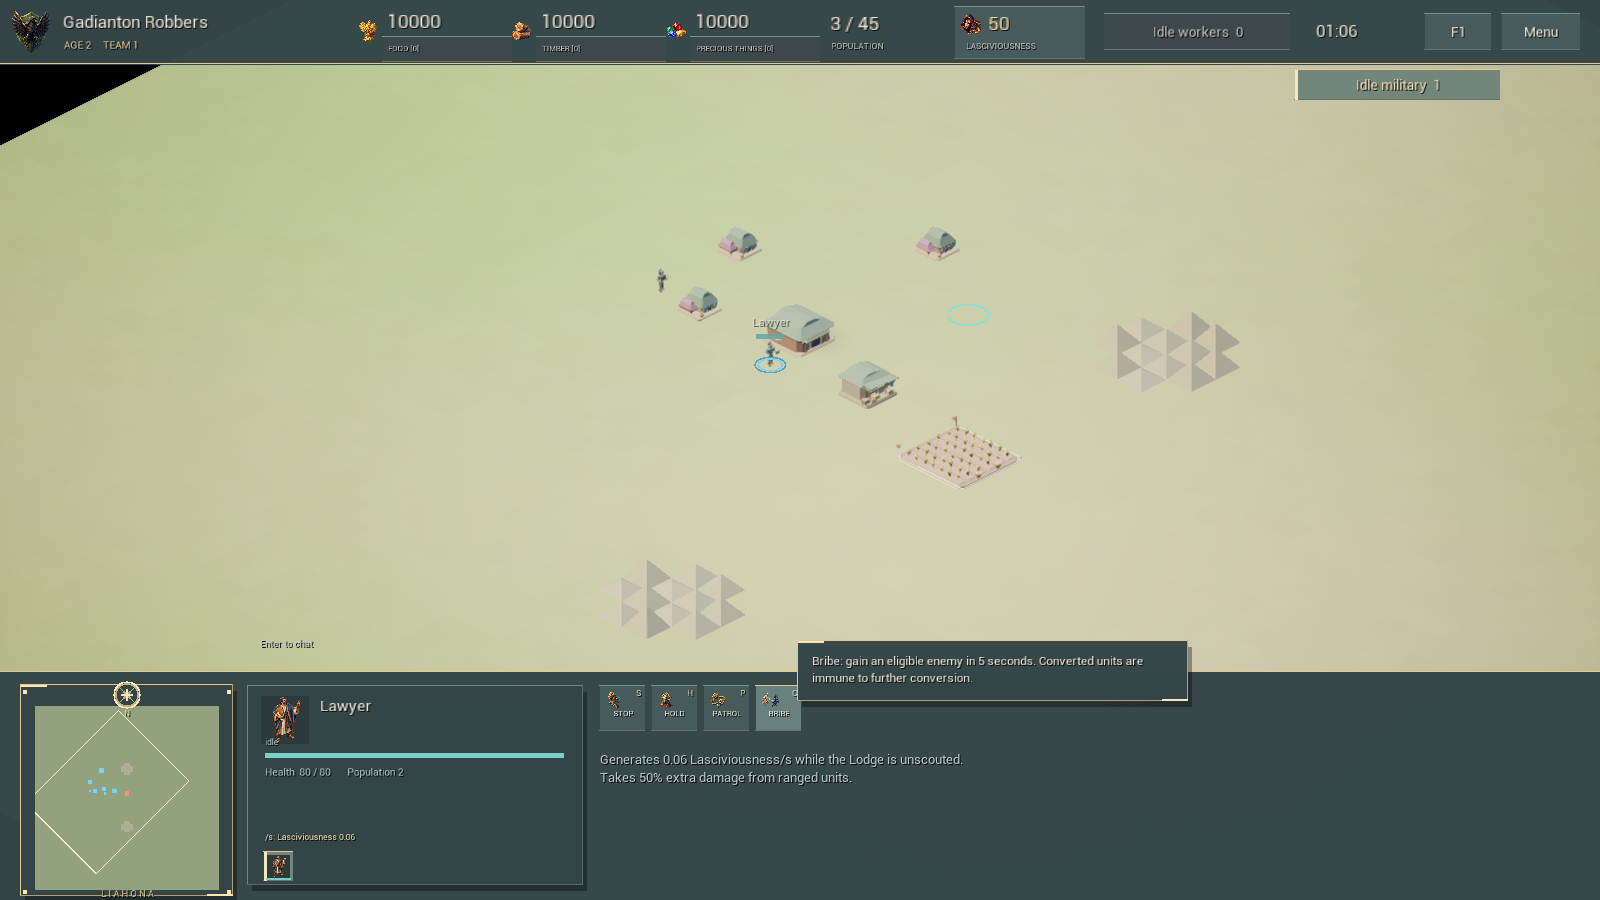 Gadianton Robbers
AGE 2 TEAM 1
10000
FOOD [0]
10000
TIMBER [0]
10000
PRECIOUS THINGS [0]
3 / 45
POPULATION
50
LASCIVIOUSNESS
Idle workers 0
01:06
F1
Menu
Idle military 1
Lawyer
Enter to chat
Bribe: gain an eligible enemy in 5 seconds. Converted units are
immune to further conversion.
N
LIAHONA
Lawyer
idle
Health 80 / 80 Population 2
/s: Lasciviousness 0.06
S
STOP
H
HOLD
P
PATROL
BRIBE
Generates 0.06 Lasciviousness/s while the Lodge is unscouted.
Takes 50% extra damage from ranged units.